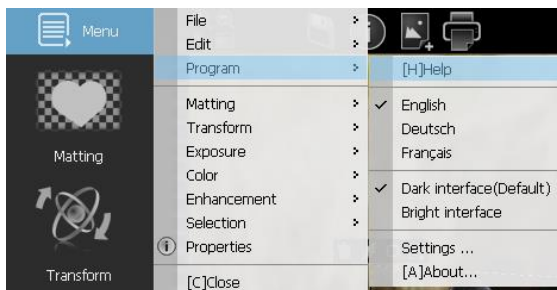 Menu
Matting
Transform
File
Edit
Program
Matting
Transform
Exposure
Color
Enhancement
Selection
Properties
[C]Close
[H]Help
English
Deutsch
Français
Dark interface(Default)
Bright interface
Settings ...
[A]About...